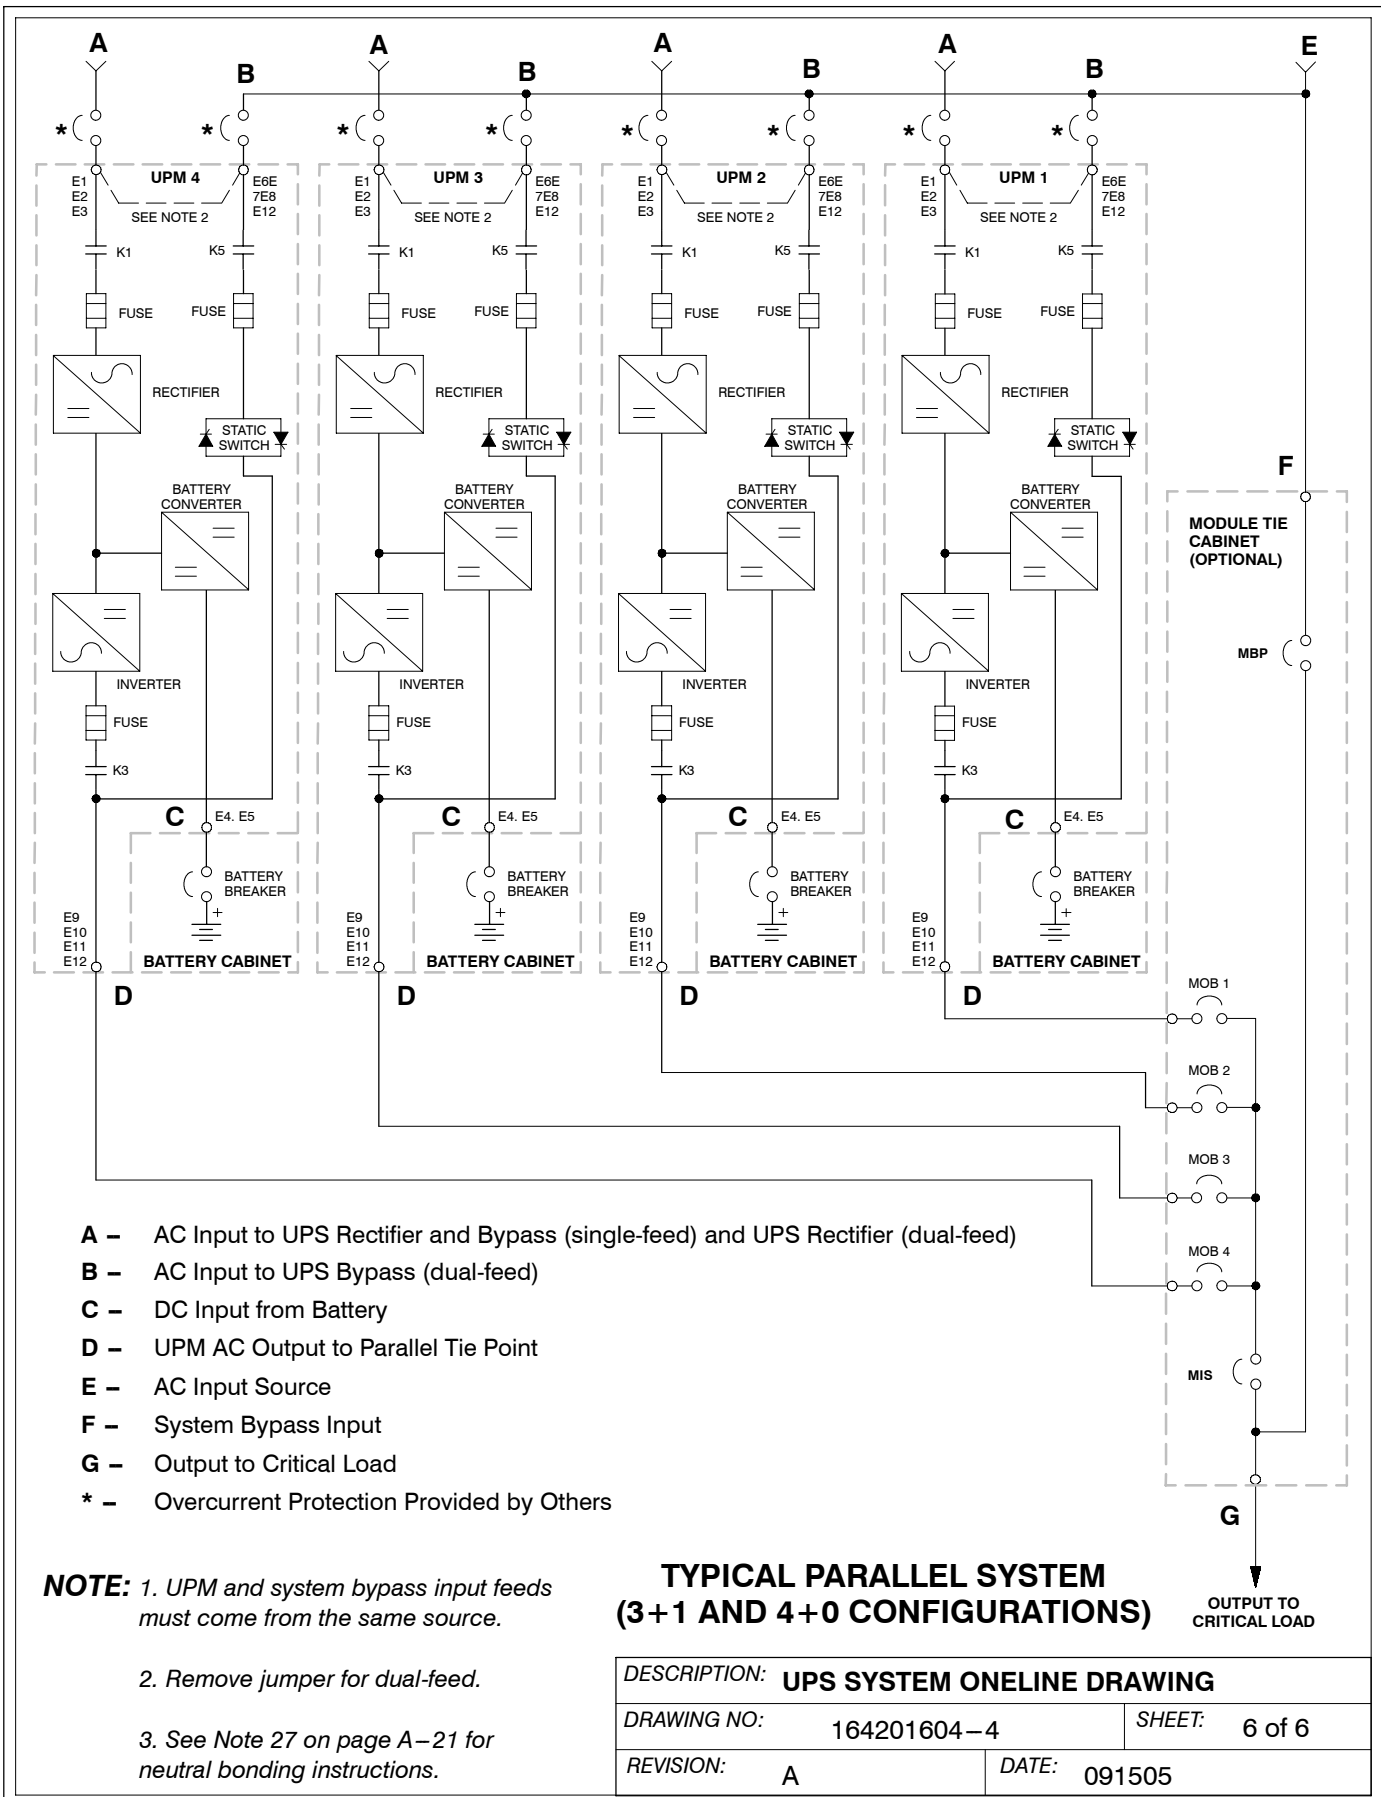 A A A A E
B B B B
* * * * * * * *
UPM 4 UPM 3 UPM 2 UPM 1
E1 E6E E1 E6E E1 E6E E1 E6E
E2 7E8 E2 7E8 E2 7E8 E2 7E8
E3 E12 E3 E12 E3 E12 E3 E12
SEE NOTE 2 SEE NOTE 2 SEE NOTE 2 SEE NOTE 2
K1 K5 K1 K5 K1 K5 K1 K5
FUSE FUSE FUSE FUSE FUSE FUSE FUSE FUSE
RECTIFIER RECTIFIER RECTIFIER RECTIFIER
STATIC STATIC STATIC STATIC
SWITCH SWITCH SWITCH SWITCH
F
BATTERY BATTERY BATTERY BATTERY
CONVERTER CONVERTER CONVERTER CONVERTER
MODULE TIE
CABINET
(OPTIONAL)
MBP
INVERTER INVERTER INVERTER INVERTER
FUSE FUSE FUSE FUSE
K3 K3 K3 K3
C E4. E5 C E4. E5 C E4. E5 C E4. E5
BATTERY BATTERY BATTERY BATTERY
BREAKER BREAKER BREAKER BREAKER
+ + + +
E9 E9 E9 E9
E10 E10 E10 E10
E11 E11 E11 E11
E12 BATTERY CABINET E12 BATTERY CABINET E12 BATTERY CABINET E12 BATTERY CABINET
D D D D
MOB 1
MOB 2
MOB 3
MOB 4
MIS
A – AC Input to UPS Rectifier and Bypass (single-feed) and UPS Rectifier (dual-feed)
B – AC Input to UPS Bypass (dual-feed)
C – DC Input from Battery
D – UPM AC Output to Parallel Tie Point
E – AC Input Source
F – System Bypass Input
G – Output to Critical Load
* – Overcurrent Protection Provided by Others
G
OUTPUT TO
CRITICAL LOAD
NOTE: 1. UPM and system bypass input feeds
must come from the same source.
2. Remove jumper for dual-feed.
3. See Note 27 on page A–21 for
neutral bonding instructions.
TYPICAL PARALLEL SYSTEM
(3+1 AND 4+0 CONFIGURATIONS)
DESCRIPTION: UPS SYSTEM ONELINE DRAWING
DRAWING NO: 164201604–4 SHEET: 6 of 6
REVISION: A DATE: 091505